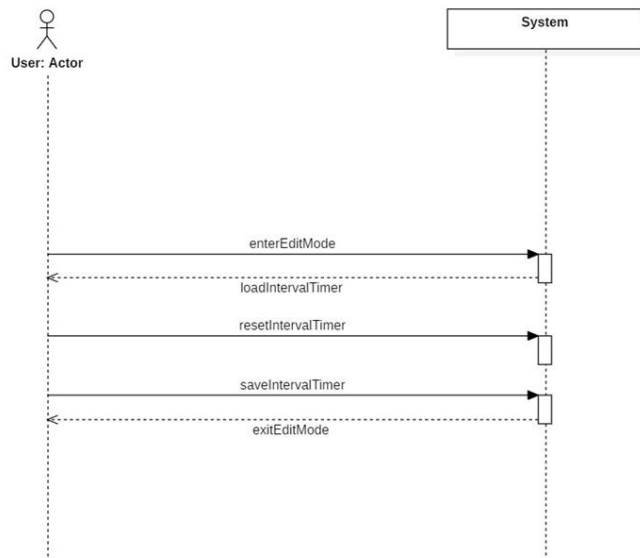 User: Actor
System
enterEditMode
loadIntervalTimer
resetIntervalTimer
saveIntervalTimer
exitEditMode